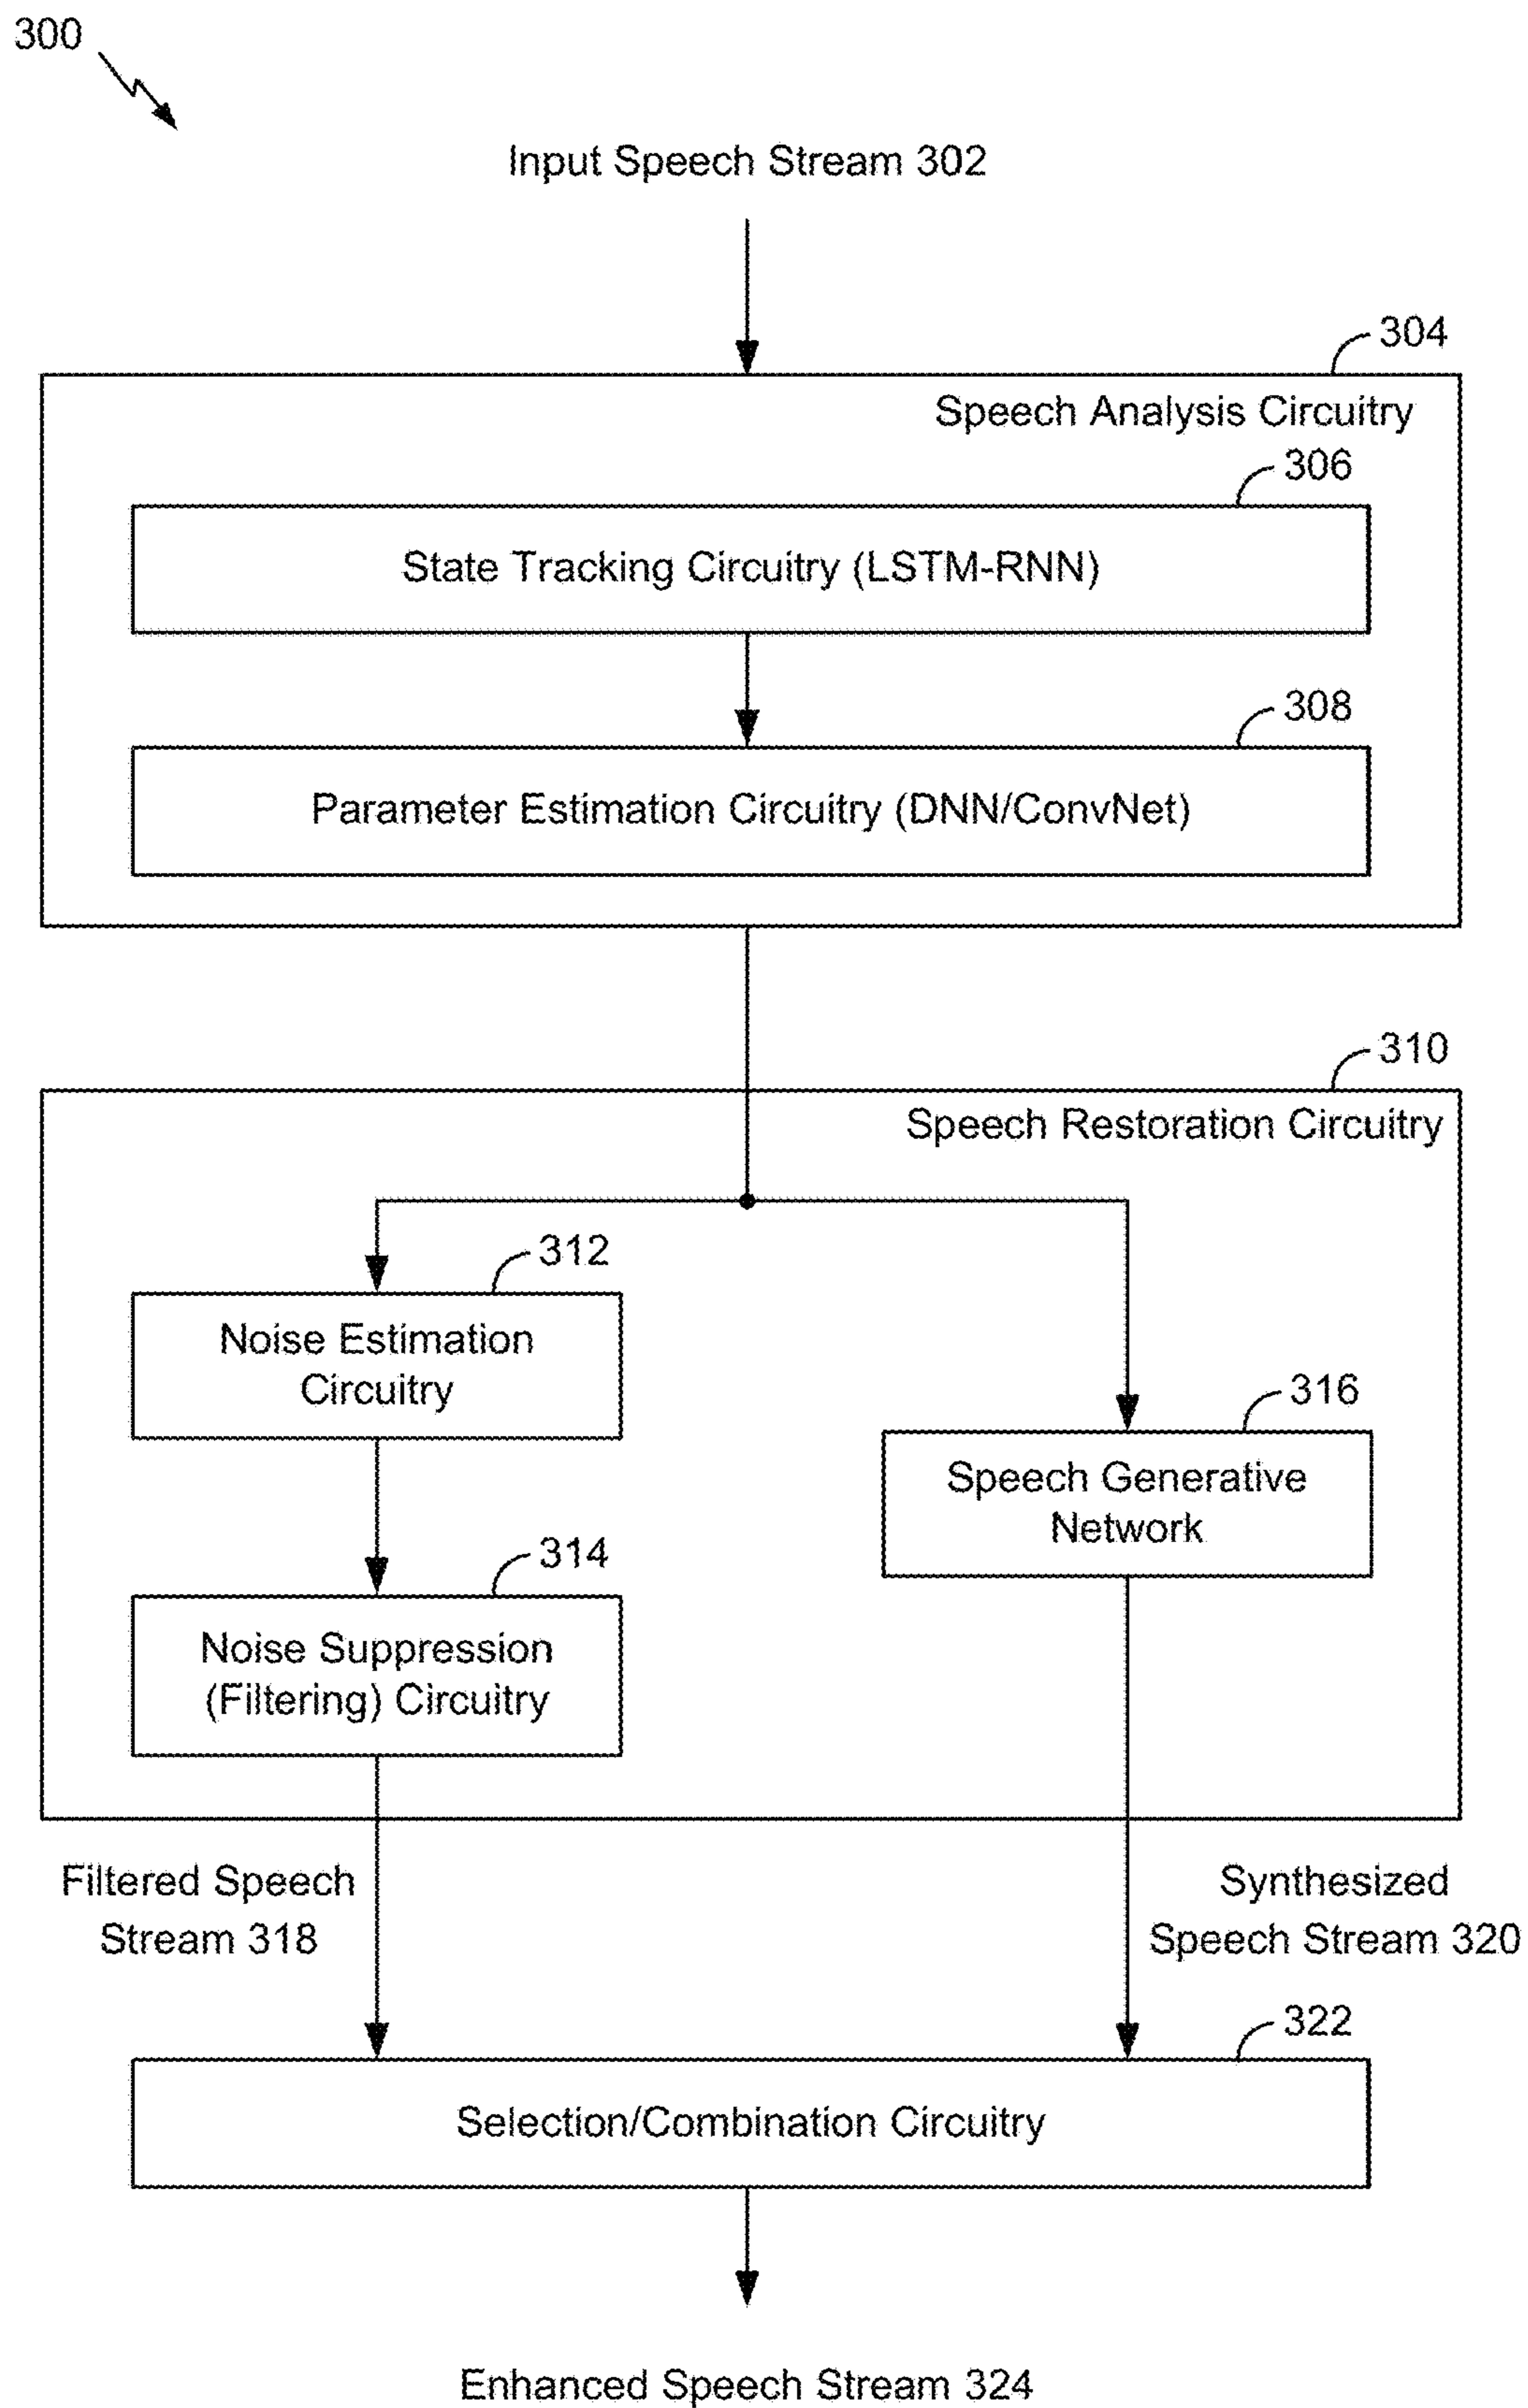 300
Input Speech Stream 302
304
Speech Analysis Circuitry
306
State Tracking Circuitry (LSTM-RNN)
308
Parameter Estimation Circuitry (DNN/ConvNet)
310
Speech Restoration Circuitry
312
Noise Estimation
Circuitry
316
Speech Generative
Network
314
Noise Suppression
(Filtering) Circuitry
Filtered Speech
Stream 318
Synthesized
Speech Stream 320
322
Selection/Combination Circuitry
Enhanced Speech Stream 324